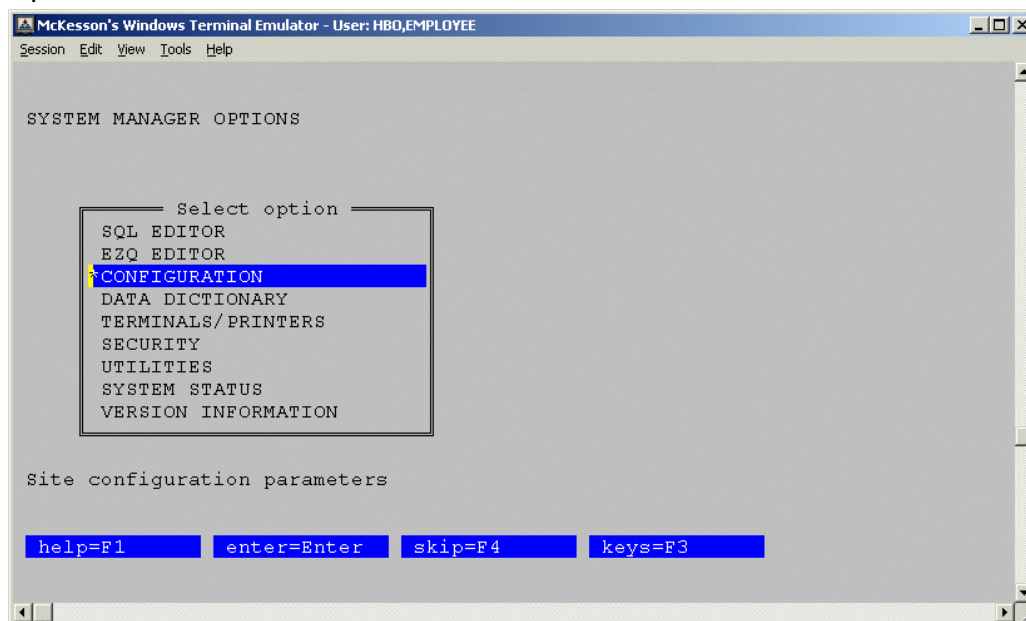 McKesson's Windows Terminal Emulator - User: HBO,EMPLOYEE
Session Edit View Tools Help
SYSTEM MANAGER OPTIONS
Select option
SQL EDITOR
EZQ EDITOR
*CONFIGURATION
DATA DICTIONARY
TERMINALS/PRINTERS
SECURITY
UTILITIES
SYSTEM STATUS
VERSION INFORMATION
Site configuration parameters
help=F1 enter=Enter skip=F4 keys=F3